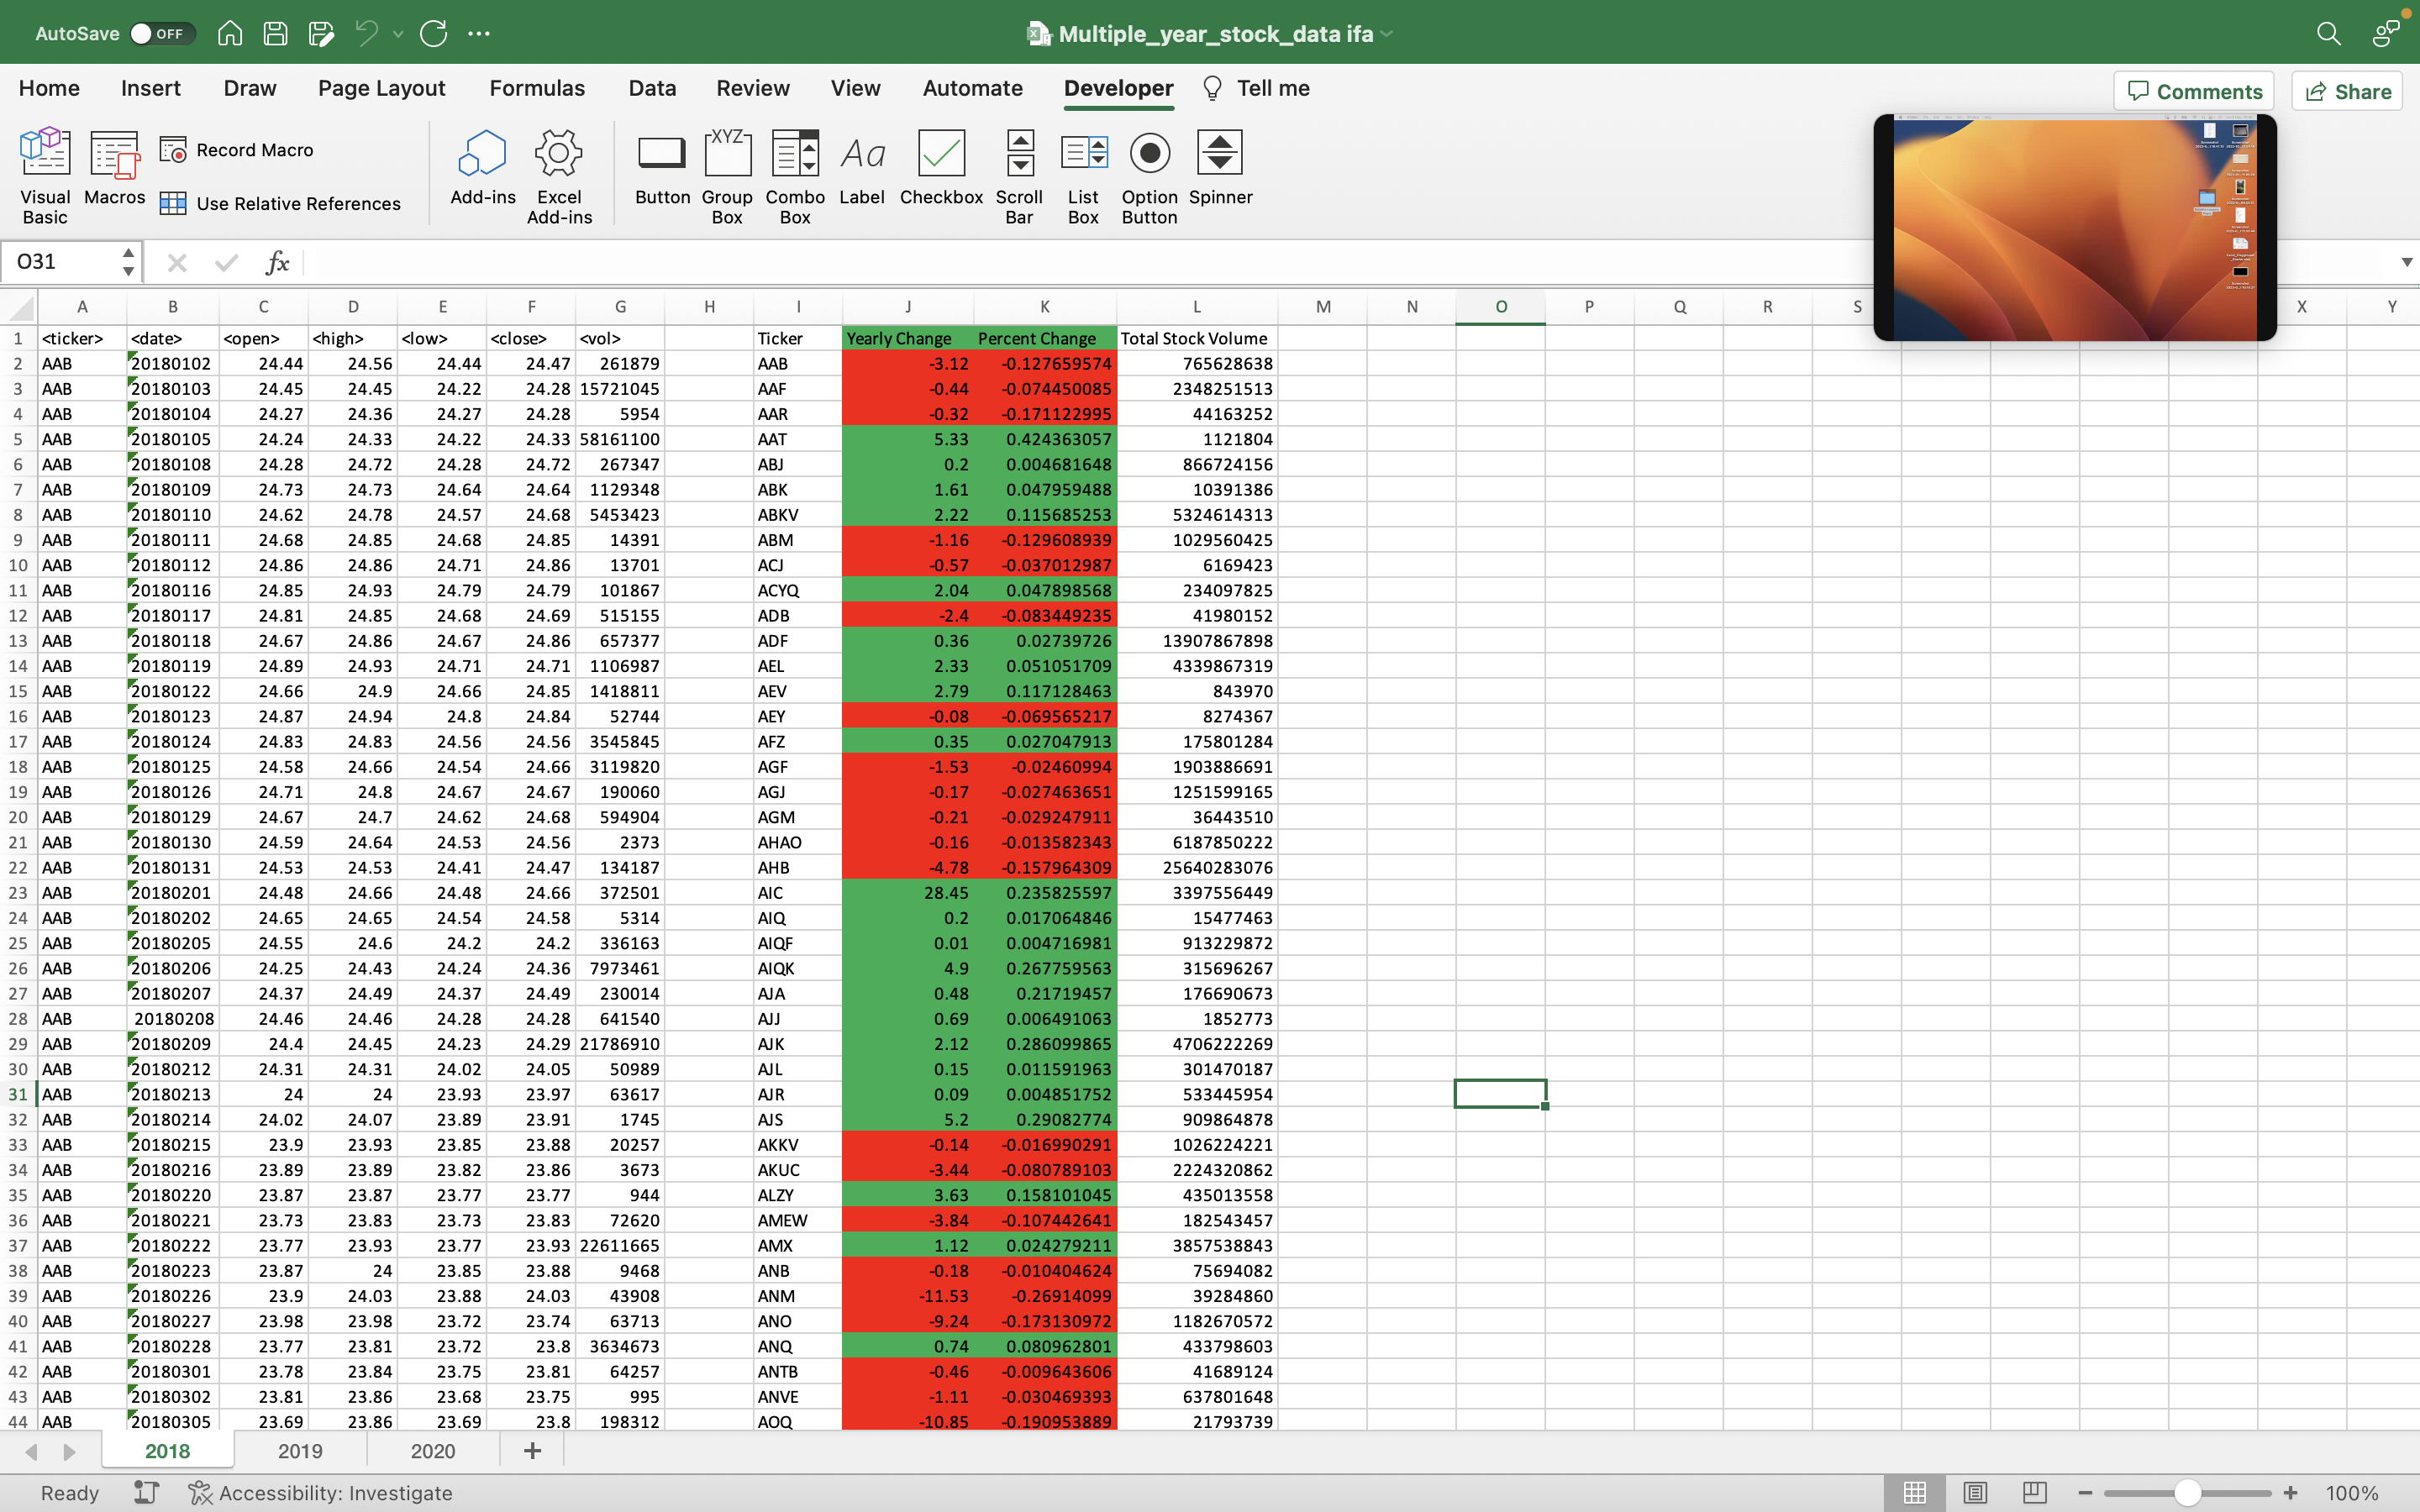 AutoSave OFF Multiple_year_stock_data ifa
Home Insert Draw Page Layout Formulas Data Review View Automate Developer Tell me Comments Share
Visual Basic Macros Record Macro Use Relative References Add-ins Excel Add-ins Button Group Box Combo Box Label Checkbox Scroll Bar List Box Option Button Spinner
XYZ Aa
O31 fx
A B C D E F G H I J K L M N O P Q R S X Y
1 <ticker> <date> <open> <high> <low> <close> <vol> Ticker Yearly Change Percent Change Total Stock Volume
2 AAB 20180102 24.44 24.56 24.44 24.47 261879 AAB -3.12 -0.127659574 765628638
3 AAB 20180103 24.45 24.45 24.22 24.28 15721045 AAF -0.44 -0.074450085 2348251513
4 AAB 20180104 24.27 24.36 24.27 24.28 5954 AAR -0.32 -0.171122995 44163252
5 AAB 20180105 24.24 24.33 24.22 24.33 58161100 AAT 5.33 0.424363057 1121804
6 AAB 20180108 24.28 24.72 24.28 24.72 267347 ABJ 0.2 0.004681648 866724156
7 AAB 20180109 24.73 24.73 24.64 24.64 1129348 ABK 1.61 0.047959488 10391386
8 AAB 20180110 24.62 24.78 24.57 24.68 5453423 ABKV 2.22 0.115685253 5324614313
9 AAB 20180111 24.68 24.85 24.68 24.85 14391 ABM -1.16 -0.129608939 1029560425
10 AAB 20180112 24.86 24.86 24.71 24.86 13701 ACJ -0.57 -0.037012987 6169423
11 AAB 20180116 24.85 24.93 24.79 24.79 101867 ACYQ 2.04 0.047898568 234097825
12 AAB 20180117 24.81 24.85 24.68 24.69 515155 ADB -2.4 -0.083449235 41980152
13 AAB 20180118 24.67 24.86 24.67 24.86 657377 ADF 0.36 0.02739726 13907867898
14 AAB 20180119 24.89 24.93 24.71 24.71 1106987 AEL 2.33 0.051051709 4339867319
15 AAB 20180122 24.66 24.9 24.66 24.85 1418811 AEV 2.79 0.117128463 843970
16 AAB 20180123 24.87 24.94 24.8 24.84 52744 AEY -0.08 -0.069565217 8274367
17 AAB 20180124 24.83 24.83 24.56 24.56 3545845 AFZ 0.35 0.027047913 175801284
18 AAB 20180125 24.58 24.66 24.54 24.66 3119820 AGF -1.53 -0.02460994 1903886691
19 AAB 20180126 24.71 24.8 24.67 24.67 190060 AGJ -0.17 -0.027463651 1251599165
20 AAB 20180129 24.67 24.7 24.62 24.68 594904 AGM -0.21 -0.029247911 36443510
21 AAB 20180130 24.59 24.64 24.53 24.56 2373 AHAO -0.16 -0.013582343 6187850222
22 AAB 20180131 24.53 24.53 24.41 24.47 134187 AHB -4.78 -0.157964309 25640283076
23 AAB 20180201 24.48 24.66 24.48 24.66 372501 AIC 28.45 0.235825597 3397556449
24 AAB 20180202 24.65 24.65 24.54 24.58 5314 AIQ 0.2 0.017064846 15477463
25 AAB 20180205 24.55 24.6 24.2 24.2 336163 AIQF 0.01 0.004716981 913229872
26 AAB 20180206 24.25 24.43 24.24 24.36 7973461 AIQK 4.9 0.267759563 315696267
27 AAB 20180207 24.37 24.49 24.37 24.49 230014 AJA 0.48 0.21719457 176690673
28 AAB 20180208 24.46 24.46 24.28 24.28 641540 AJJ 0.69 0.006491063 1852773
29 AAB 20180209 24.4 24.45 24.23 24.29 21786910 AJK 2.12 0.286099865 4706222269
30 AAB 20180212 24.31 24.31 24.02 24.05 50989 AJL 0.15 0.011591963 301470187
31 AAB 20180213 24 24 23.93 23.97 63617 AJR 0.09 0.004851752 533445954
32 AAB 20180214 24.02 24.07 23.89 23.91 1745 AJS 5.2 0.29082774 909864878
33 AAB 20180215 23.9 23.93 23.85 23.88 20257 AKKV -0.14 -0.016990291 1026224221
34 AAB 20180216 23.89 23.89 23.82 23.86 3673 AKUC -3.44 -0.080789103 2224320862
35 AAB 20180220 23.87 23.87 23.77 23.77 944 ALZY 3.63 0.158101045 435013558
36 AAB 20180221 23.73 23.83 23.73 23.83 72620 AMEW -3.84 -0.107442641 182543457
37 AAB 20180222 23.77 23.93 23.77 23.93 22611665 AMX 1.12 0.024279211 3857538843
38 AAB 20180223 23.87 24 23.85 23.88 9468 ANB -0.18 -0.010404624 75694082
39 AAB 20180226 23.9 24.03 23.88 24.03 43908 ANM -11.53 -0.26914099 39284860
40 AAB 20180227 23.98 23.98 23.72 23.74 63713 ANO -9.24 -0.173130972 1182670572
41 AAB 20180228 23.77 23.81 23.72 23.8 3634673 ANQ 0.74 0.080962801 433798603
42 AAB 20180301 23.78 23.84 23.75 23.81 64257 ANTB -0.46 -0.009643606 41689124
43 AAB 20180302 23.81 23.86 23.68 23.75 995 ANVE -1.11 -0.030469393 637801648
44 AAB 20180305 23.69 23.86 23.69 23.8 198312 AOQ -10.85 -0.190953889 21793739
2018 2019 2020 +
Ready Accessibility: Investigate 100%